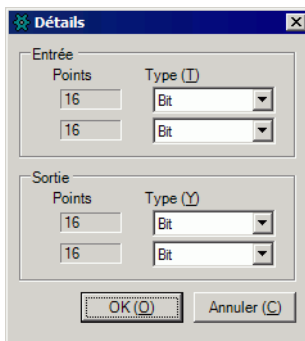 Détails
Entrée
Points Type (T)
16 Bit
16 Bit
Sortie
Points Type (Y)
16 Bit
16 Bit
OK (O) Annuler (C)